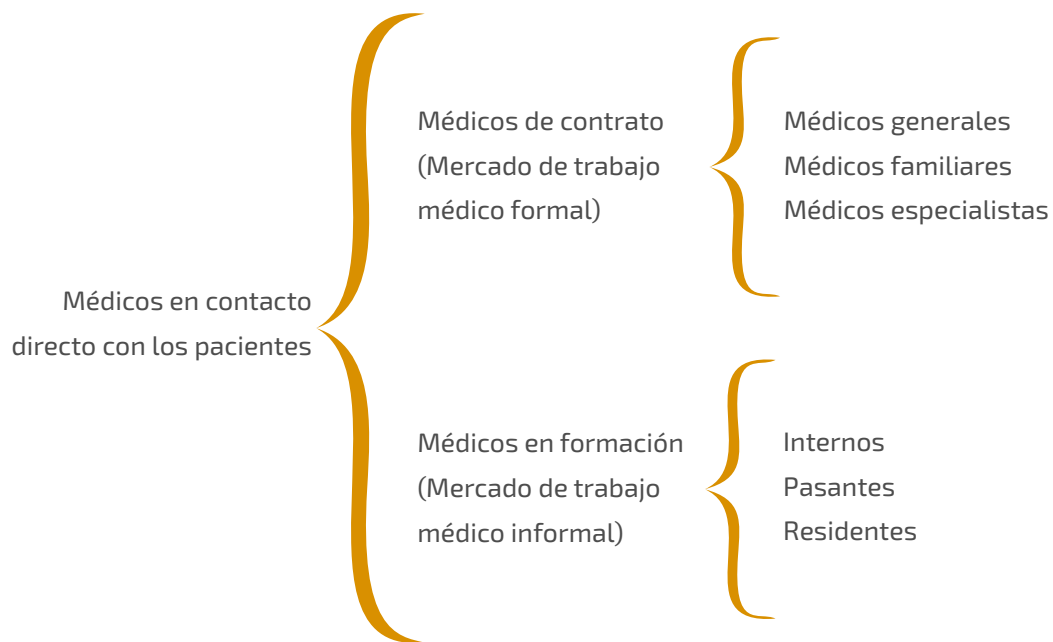 Médicos en contacto
directo con los pacientes
Médicos de contrato
(Mercado de trabajo
médico formal)
Médicos generales
Médicos familiares
Médicos especialistas
Médicos en formación
(Mercado de trabajo
médico informal)
Internos
Pasantes
Residentes